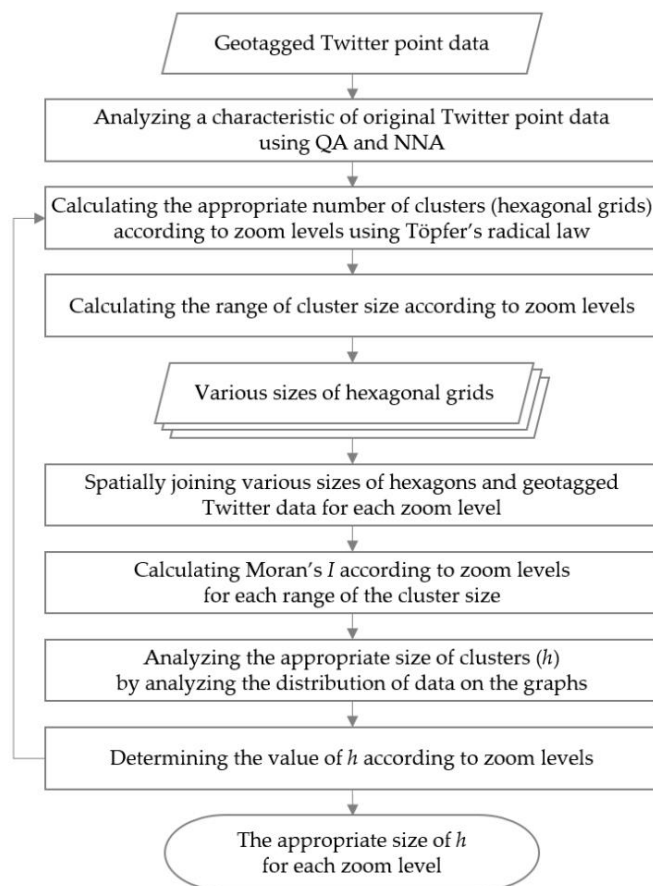 Geotagged Twitter point data
Analyzing a characteristic of original Twitter point data
using QA and NNA
Calculating the appropriate number of clusters (hexagonal grids)
according to zoom levels using Töpfer's radical law
Calculating the range of cluster size according to zoom levels
Various sizes of hexagonal grids
Spatially joining various sizes of hexagons and geotagged
Twitter data for each zoom level
Calculating Moran's I according to zoom levels
for each range of the cluster size
Analyzing the appropriate size of clusters (h)
by analyzing the distribution of data on the graphs
Determining the value of h according to zoom levels
The appropriate size of h
for each zoom level